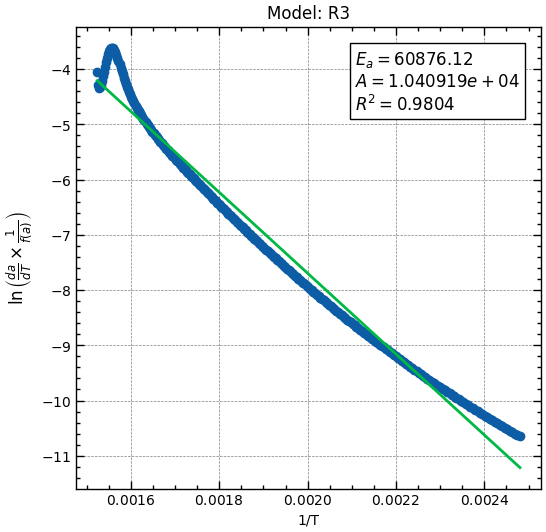 Model: R3
E_a = 60876.12
A = 1.040919e + 04
R^2 = 0.9804
−4
−5
−6
−7
−8
−9
−10
−11
ln (da/dT × 1/f(a))
0.0016 0.0018 0.0020 0.0022 0.0024
1/T